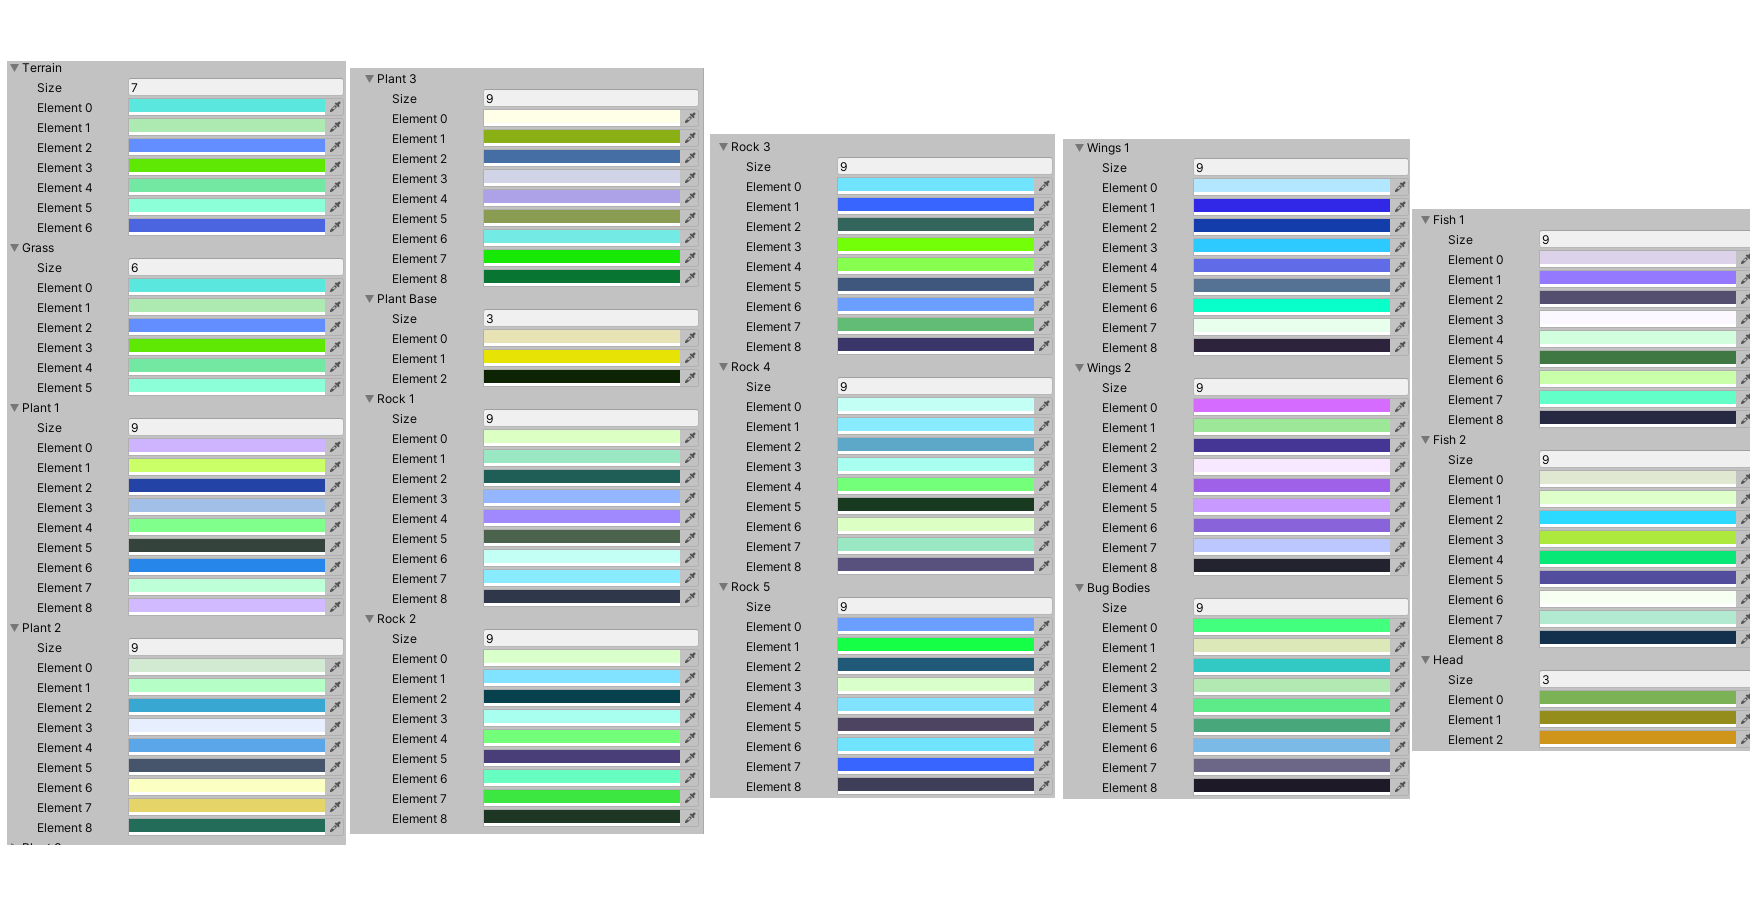 Terrain
Size 7
Element 0
Element 1
Element 2
Element 3
Element 4
Element 5
Element 6
Grass
Size 6
Element 0
Element 1
Element 2
Element 3
Element 4
Element 5
Plant 1
Size 9
Element 0
Element 1
Element 2
Element 3
Element 4
Element 5
Element 6
Element 7
Element 8
Plant 2
Size 9
Element 0
Element 1
Element 2
Element 3
Element 4
Element 5
Element 6
Element 7
Element 8
Plant 3
Size 9
Element 0
Element 1
Element 2
Element 3
Element 4
Element 5
Element 6
Element 7
Element 8
Plant Base
Size 3
Element 0
Element 1
Element 2
Rock 1
Size 9
Element 0
Element 1
Element 2
Element 3
Element 4
Element 5
Element 6
Element 7
Element 8
Rock 2
Size 9
Element 0
Element 1
Element 2
Element 3
Element 4
Element 5
Element 6
Element 7
Element 8
Rock 3
Size 9
Element 0
Element 1
Element 2
Element 3
Element 4
Element 5
Element 6
Element 7
Element 8
Rock 4
Size 9
Element 0
Element 1
Element 2
Element 3
Element 4
Element 5
Element 6
Element 7
Element 8
Rock 5
Size 9
Element 0
Element 1
Element 2
Element 3
Element 4
Element 5
Element 6
Element 7
Element 8
Wings 1
Size 9
Element 0
Element 1
Element 2
Element 3
Element 4
Element 5
Element 6
Element 7
Element 8
Wings 2
Size 9
Element 0
Element 1
Element 2
Element 3
Element 4
Element 5
Element 6
Element 7
Element 8
Bug Bodies
Size 9
Element 0
Element 1
Element 2
Element 3
Element 4
Element 5
Element 6
Element 7
Element 8
Fish 1
Size 9
Element 0
Element 1
Element 2
Element 3
Element 4
Element 5
Element 6
Element 7
Element 8
Fish 2
Size 9
Element 0
Element 1
Element 2
Element 3
Element 4
Element 5
Element 6
Element 7
Element 8
Head
Size 3
Element 0
Element 1
Element 2